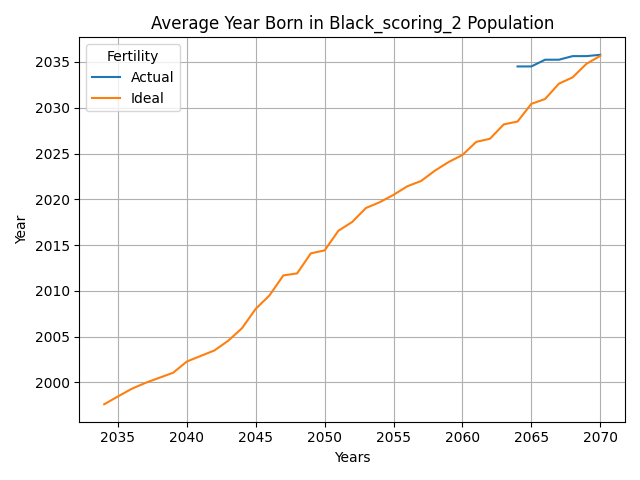 Average Year Born in Black_scoring_2 Population
Fertility
Actual
Ideal
2035
2030
2025
2020
2015
2010
2005
2000
Year
2035 2040 2045 2050 2055 2060 2065 2070
Years